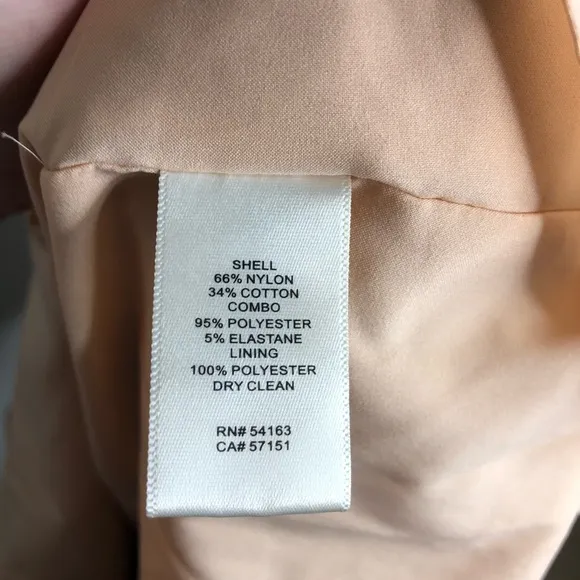 SHELL
66% NYLON
34% COTTON
COMBO
95% POLYESTER
5% ELASTANE
LINING
100% POLYESTER
DRY CLEAN
RN# 54163
CA# 57151